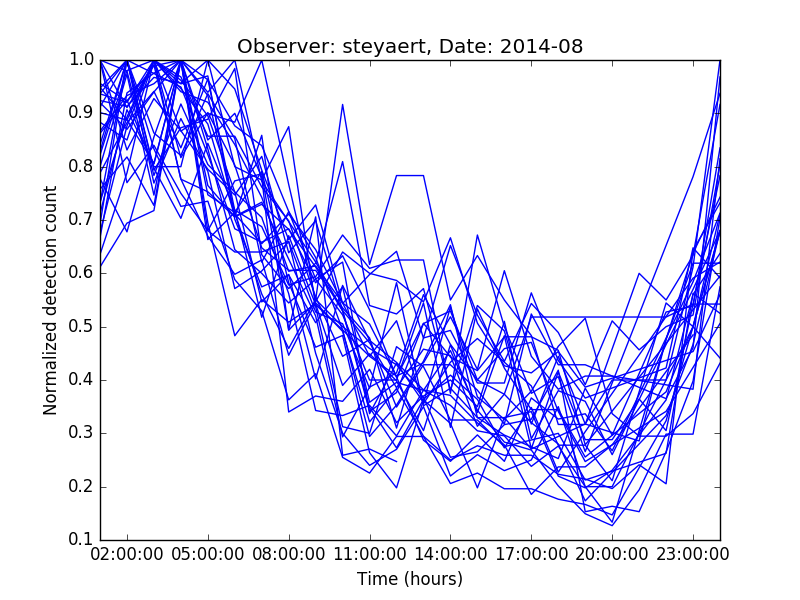 Observer: steyaert, Date: 2014-08
Normalized detection count
1.0
0.9
0.8
0.7
0.6
0.5
0.4
0.3
0.2
0.1
02:00:00 05:00:00 08:00:00 11:00:00 14:00:00 17:00:00 20:00:00 23:00:00
Time (hours)